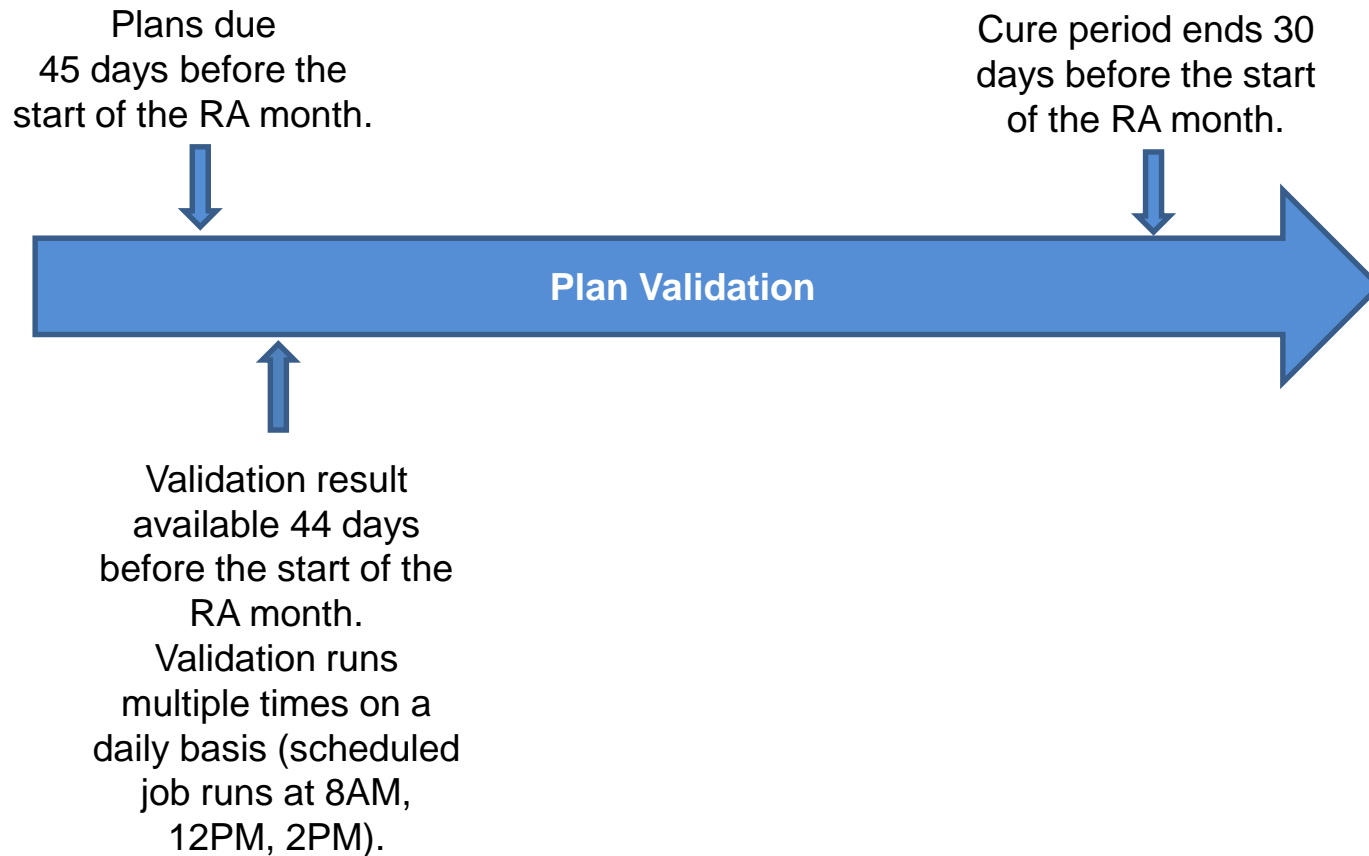 Plans due
45 days before the
start of the RA month.
Cure period ends 30
days before the start
of the RA month.
Plan Validation
Validation result
available 44 days
before the start of the
RA month.
Validation runs
multiple times on a
daily basis (scheduled
job runs at 8AM,
12PM, 2PM).